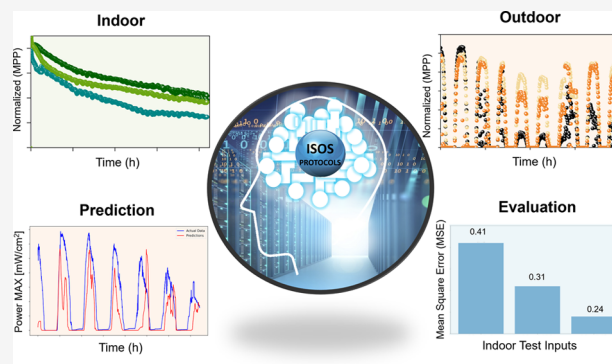 Indoor
Normalized (MPP)
Time (h)
Outdoor
Normalized (MPP)
Time (h)
ISOS
PROTOCOLS
Prediction
Actual Data
Predictions
Power MAX [mW/cm²]
Time (h)
Evaluation
Mean Square Error (MSE)
0.41
0.31
0.24
Indoor Test Inputs